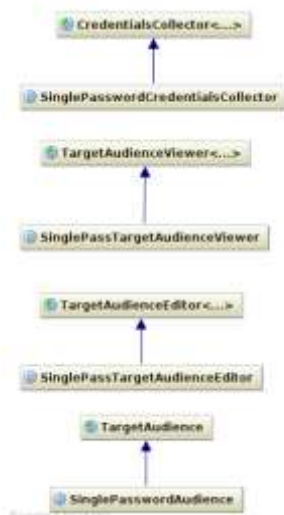 CredentialsCollector<...>
SinglePasswordCredentialsCollector
TargetAudienceViewer<...>
SinglePassTargetAudienceViewer
TargetAudienceEditor<...>
SinglePassTargetAudienceEditor
TargetAudience
SinglePasswordAudience